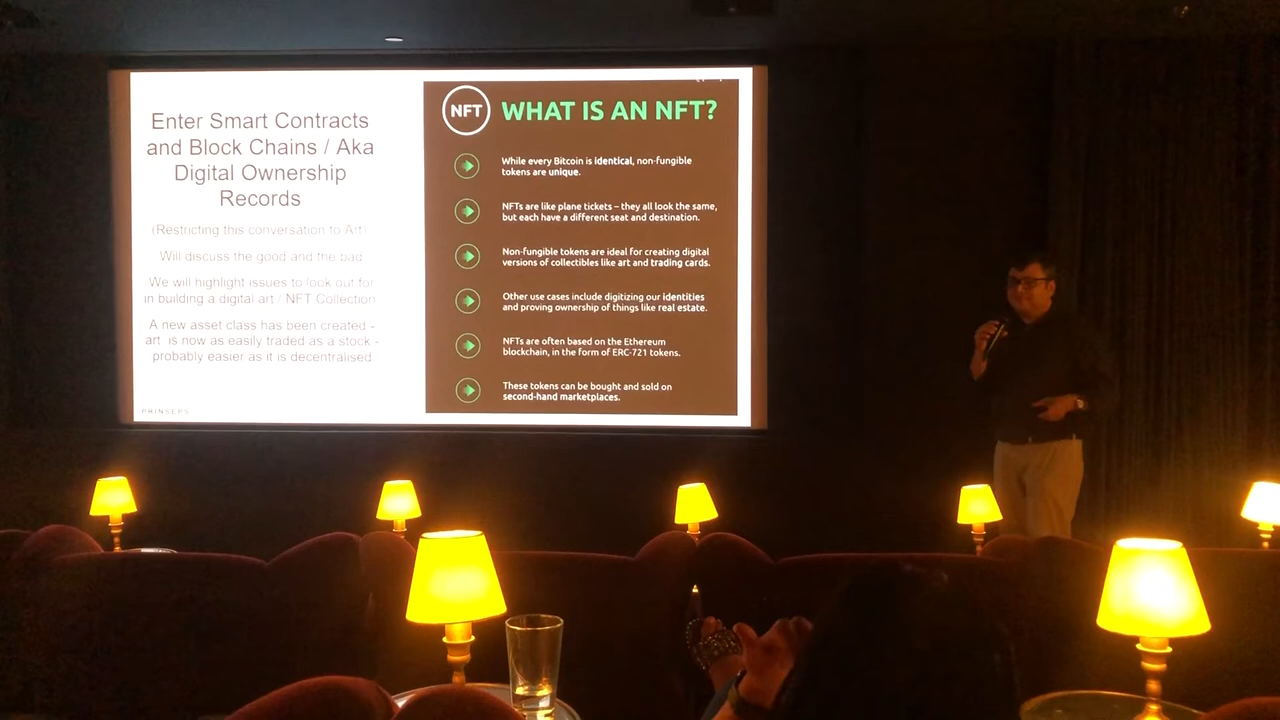 Enter Smart Contracts
and Block Chains / Aka
Digital Ownership
Records
(Restricting this conversation to Art)
Will discuss the good and the bad
We will highlight issues to look out for
in building a digital art / NFT Collection
A new asset class has been created -
art is now as easily traded as a stock -
probably easier as it is decentralised
PRINSEPS
NFT
WHAT IS AN NFT?
While every Bitcoin is identical, non-fungible
tokens are unique.
NFTs are like plane tickets – they all look the same,
but each have a different seat and destination.
Non-fungible tokens are ideal for creating digital
versions of collectibles like art and trading cards.
Other use cases include digitizing our identities
and proving ownership of things like real estate.
NFTs are often based on the Ethereum
blockchain, in the form of ERC-721 tokens.
These tokens can be bought and sold on
second-hand marketplaces.